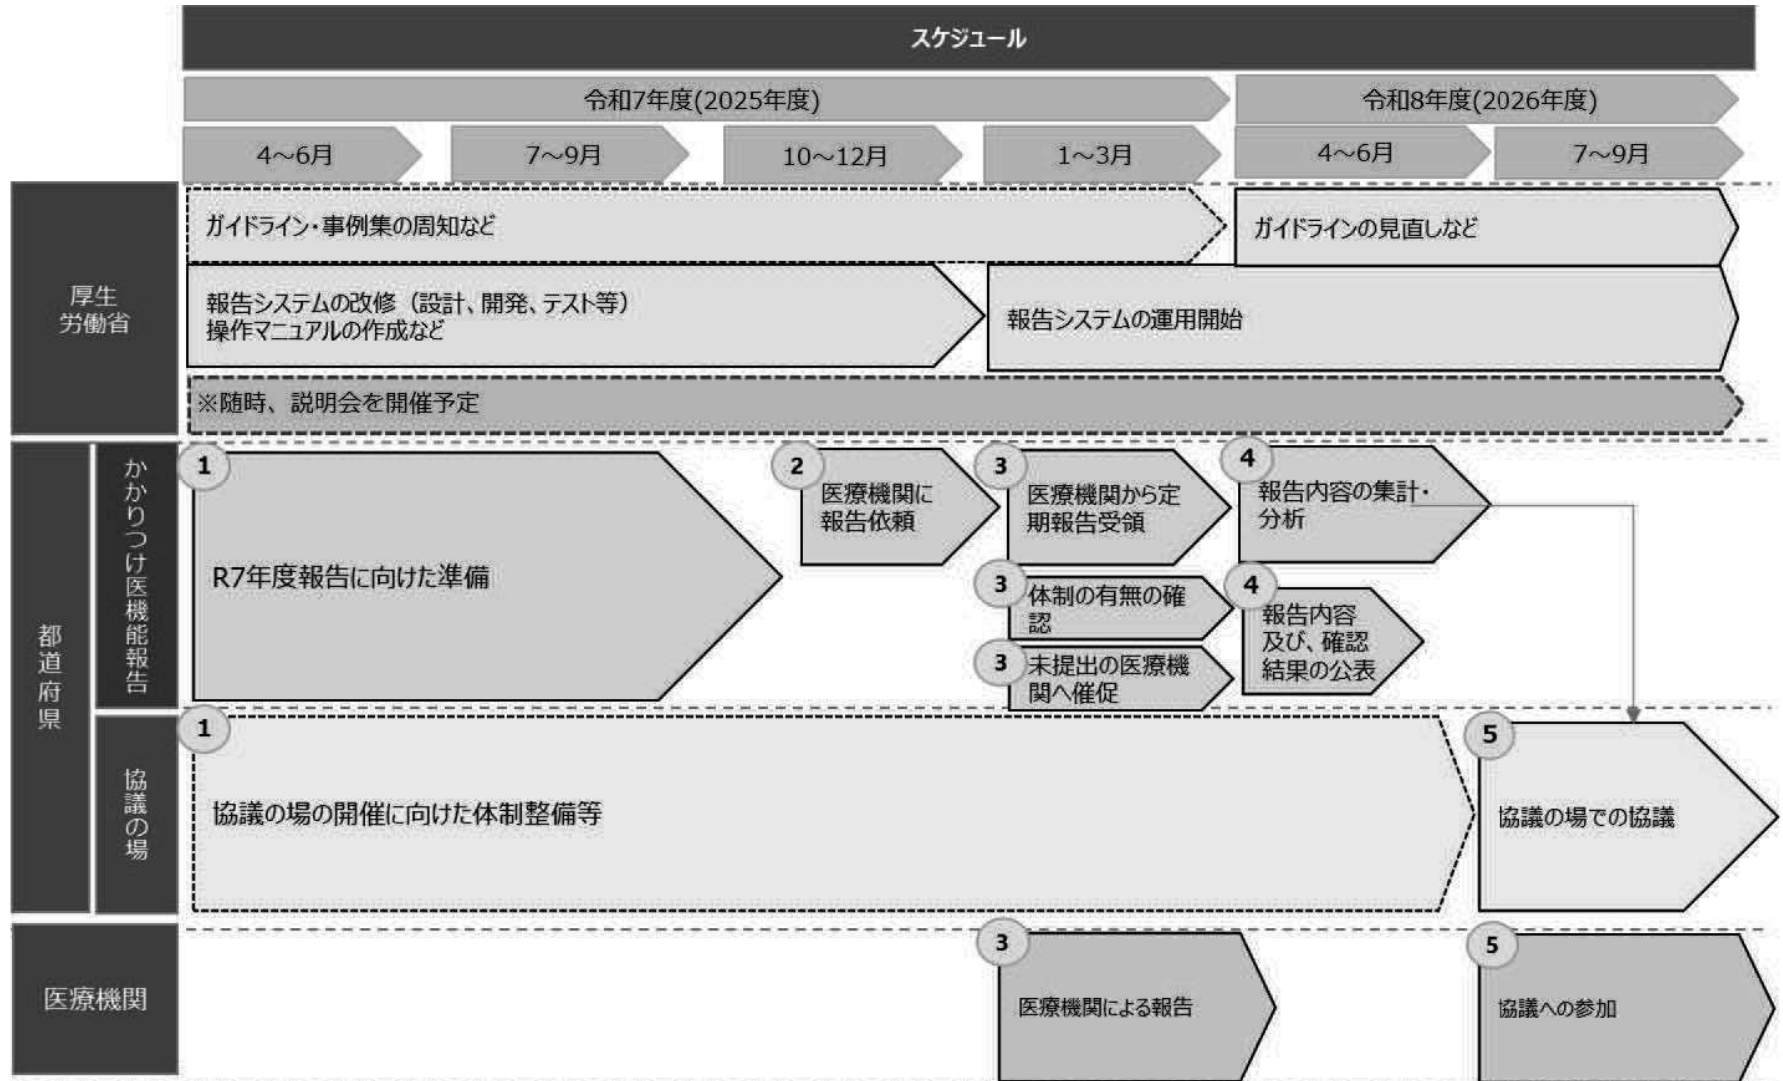 スケジュール
令和7年度(2025年度)
令和8年度(2026年度)
4～6月
7～9月
10～12月
1～3月
4～6月
7～9月
厚生
労働省
ガイドライン・事例集の周知など
ガイドラインの見直しなど
報告システムの改修（設計、開発、テスト等）
操作マニュアルの作成など
報告システムの運用開始
※随時、説明会を開催予定
都道府県
かかりつけ医機能報告
1
R7年度報告に向けた準備
2
医療機関に
報告依頼
3
医療機関から定
期報告受領
3
体制の有無の確
認
3
未提出の医療機
関へ催促
4
報告内容の集計・
分析
4
報告内容
及び、確認
結果の公表
協議の場
1
協議の場の開催に向けた体制整備等
5
協議の場での協議
医療機関
3
医療機関による報告
5
協議への参加